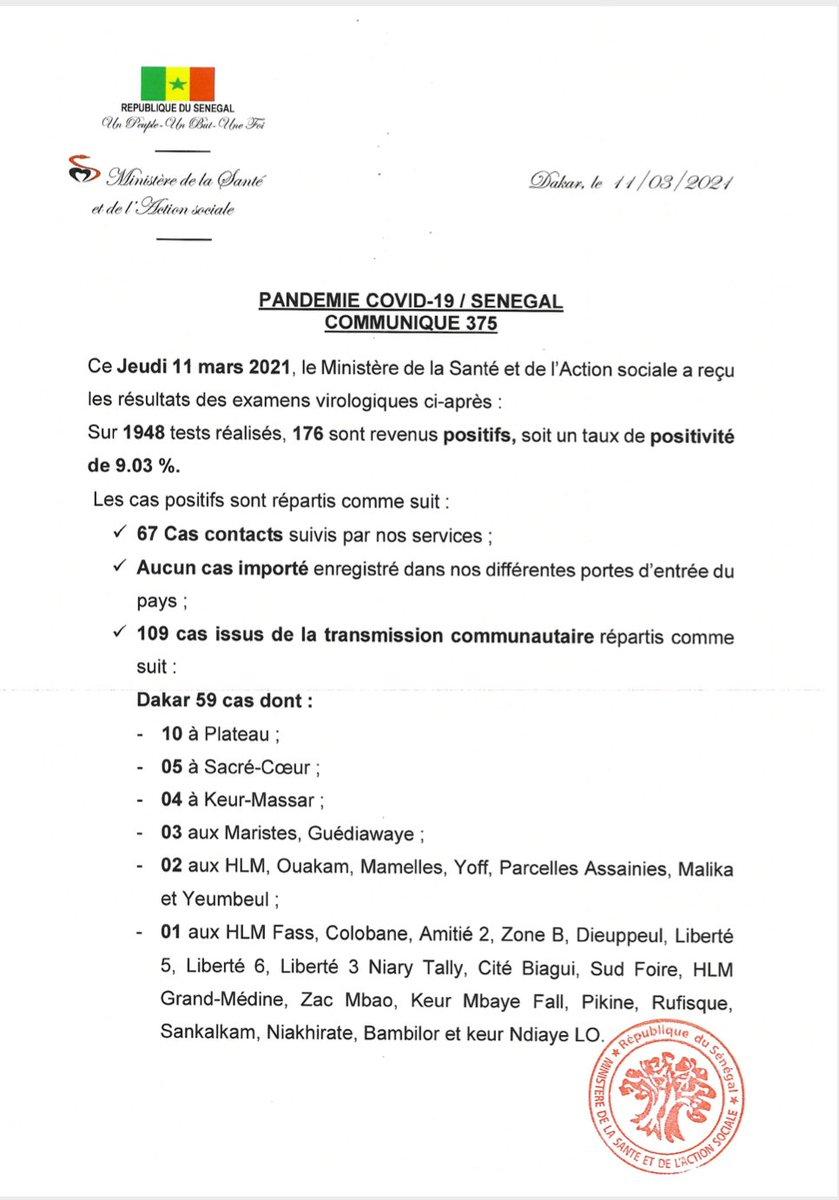 REPUBLIQUE DU SENEGAL
Un Peuple-Un But-Une Foi
Ministère de la Santé
et de l'Action sociale
Dakar, le 11/03/2021
PANDEMIE COVID-19 / SENEGAL
COMMUNIQUE 375
Ce Jeudi 11 mars 2021, le Ministère de la Santé et de l'Action sociale a reçu
les résultats des examens virologiques ci-après :
Sur 1948 tests réalisés, 176 sont revenus positifs, soit un taux de positivité
de 9.03 %.
Les cas positifs sont répartis comme suit :
✓ 67 Cas contacts suivis par nos services ;
✓ Aucun cas importé enregistré dans nos différentes portes d'entrée du
pays ;
✓ 109 cas issus de la transmission communautaire répartis comme
suit :
Dakar 59 cas dont :
- 10 à Plateau ;
- 05 à Sacré-Cœur ;
- 04 à Keur-Massar ;
- 03 aux Maristes, Guédiawaye ;
- 02 aux HLM, Ouakam, Mamelles, Yoff, Parcelles Assainies, Malika
et Yeumbeul ;
- 01 aux HLM Fass, Colobane, Amitié 2, Zone B, Dieuppeul, Liberté
5, Liberté 6, Liberté 3 Niary Tally, Cité Biagui, Sud Foire, HLM
Grand-Médine, Zac Mbao, Keur Mbaye Fall, Pikine, Rufisque,
Sankalkam, Niakhirate, Bambilor et keur Ndiaye LO.
★ République du Sénégal ★
MINISTERE DE LA SANTE ET DE L'ACTION SOCIALE